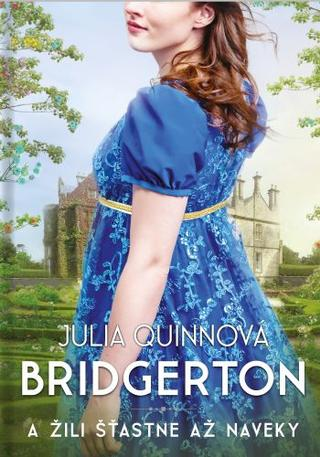 JULIA QUINNOVÁ
BRIDGERTON
A ŽILI ŠŤASTNE AŽ NAVEKY